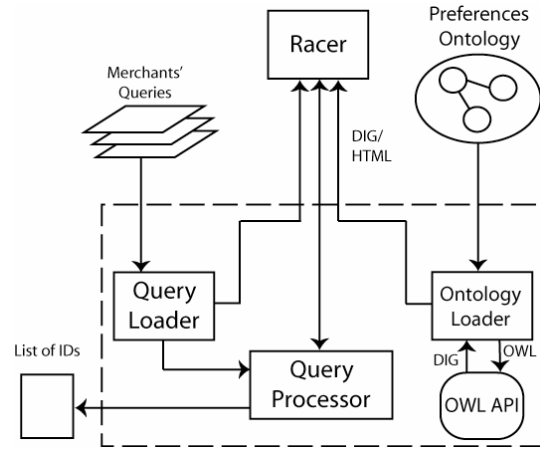 Preferences
Ontology
Racer
Merchants'
Queries
DIG/
HTML
Query
Loader
Ontology
Loader
List of IDs
DIG
OWL
Query
Processor
OWL API